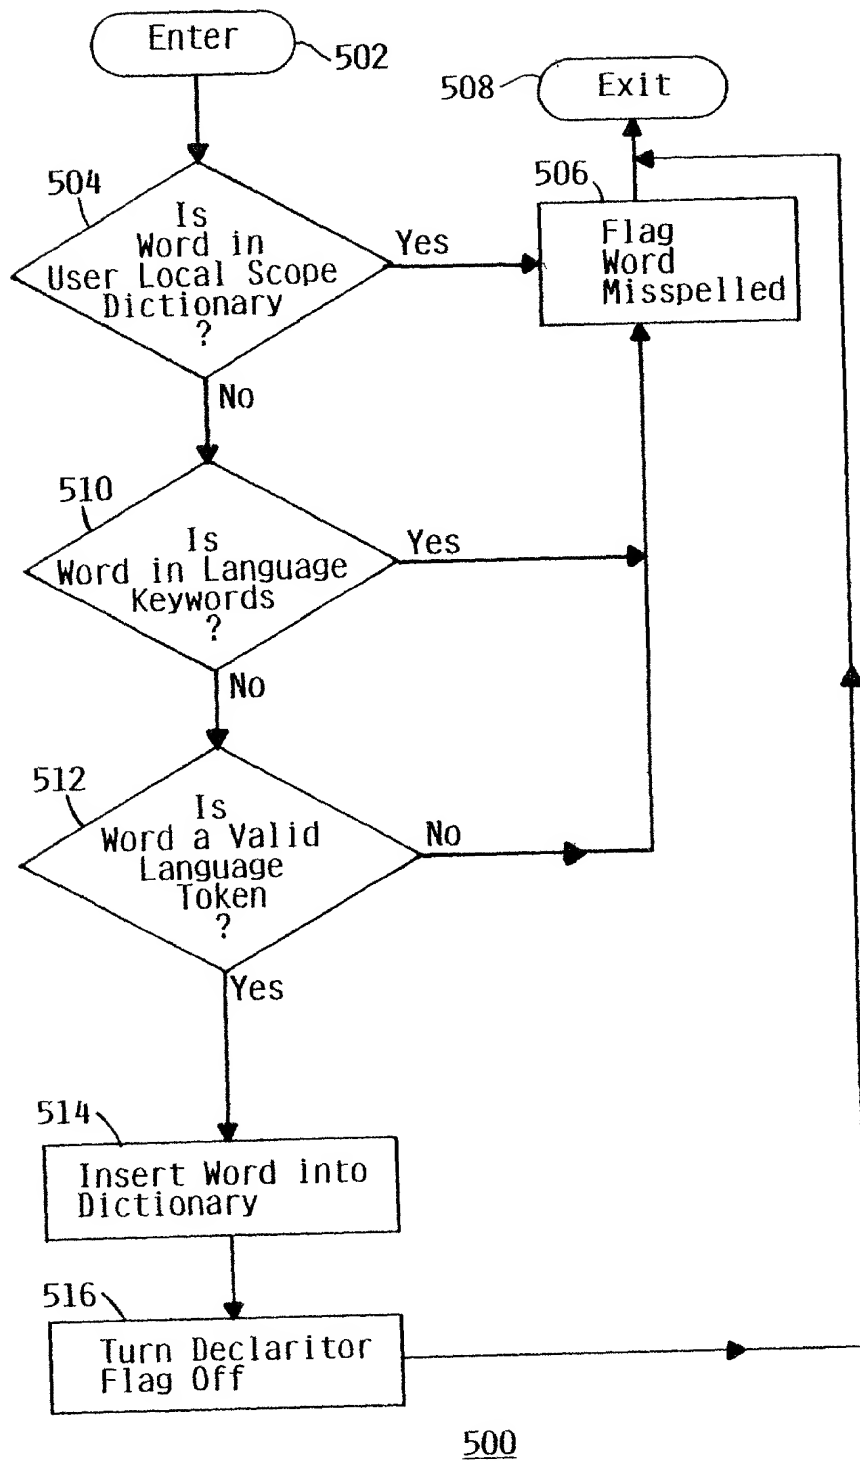 Enter
502
508
Exit
504
Is
Word in
User Local Scope
Dictionary
?
Yes
506
Flag
Word
Misspelled
No
510
Is
Word in Language
Keywords
?
Yes
No
512
Is
Word a Valid
Language
Token
?
No
Yes
514
Insert Word into
Dictionary
516
Turn Declaritor
Flag Off
500